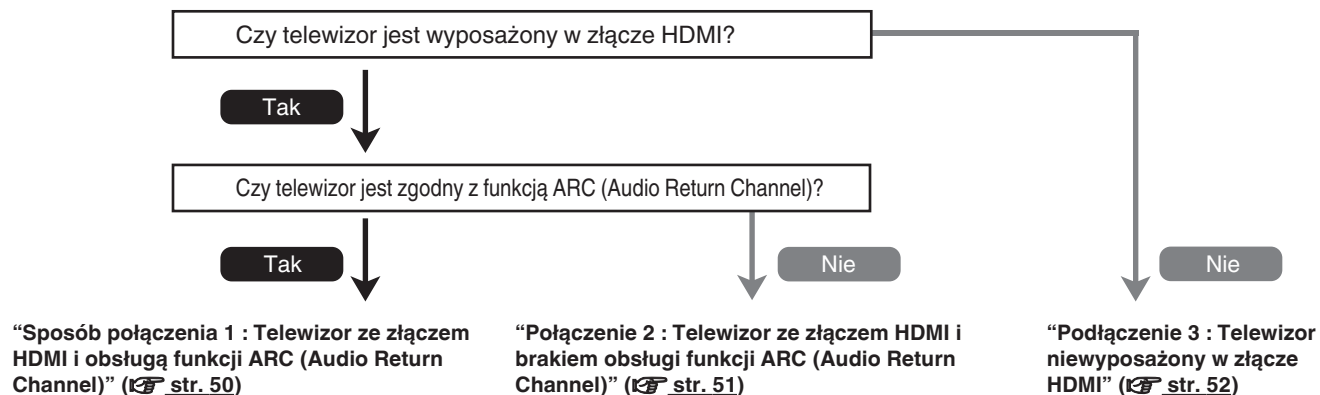 Czy telewizor jest wyposażony w złącze HDMI?
Tak
Czy telewizor jest zgodny z funkcją ARC (Audio Return Channel)?
Tak
Nie
Nie
“Sposób połączenia 1 : Telewizor ze złączem
HDMI i obsługą funkcji ARC (Audio Return
Channel)” (☞ str. 50)
“Połączenie 2 : Telewizor ze złączem HDMI i
brakiem obsługi funkcji ARC (Audio Return
Channel)” (☞ str. 51)
“Podłączenie 3 : Telewizor
niewyposażony w złącze
HDMI” (☞ str. 52)